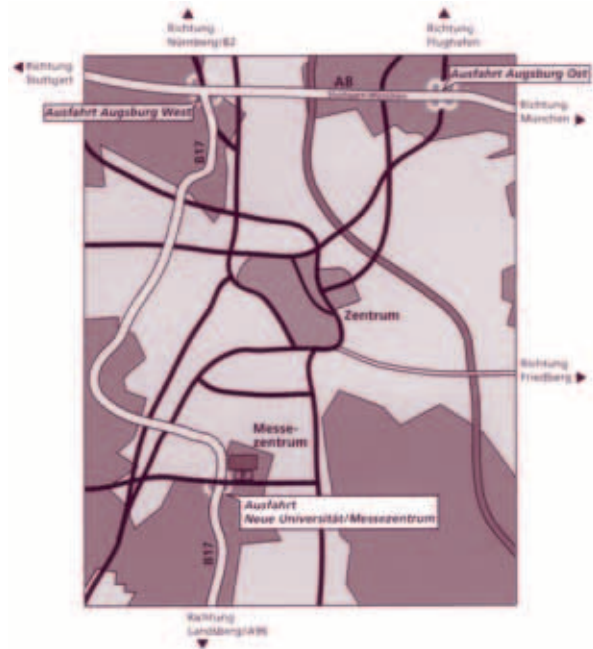 Richtung
Nürnberg/B2
Richtung
Flughafen
Richtung
Stuttgart
A8
Ausfahrt Augsburg Ost
Ausfahrt Augsburg West
Richtung
München
B17
Zentrum
Richtung
Friedberg
Messe-
zentrum
Ausfahrt
Neue Universität/Messezentrum
B17
Richtung
Landsberg/A96